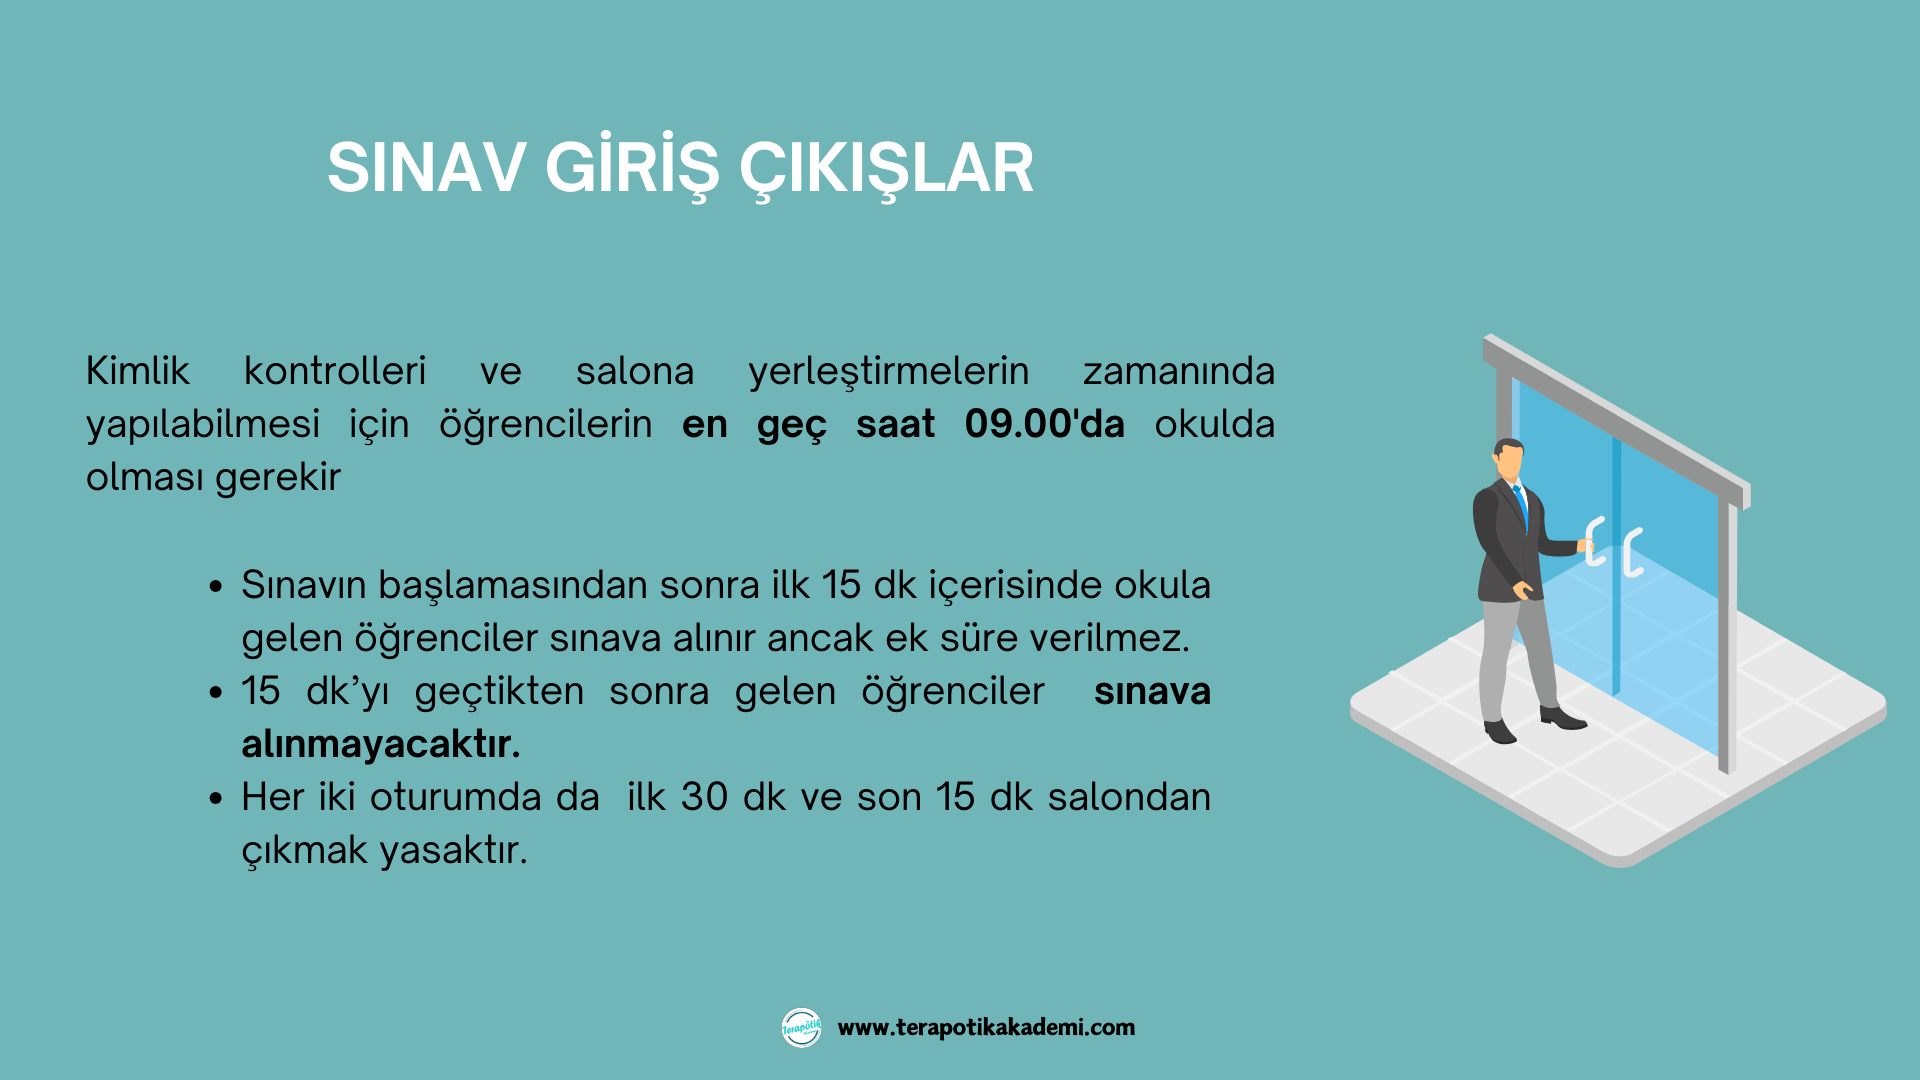 SINAV GİRİŞ ÇIKIŞLAR
Kimlik kontrolleri ve salona yerleştirmelerin zamanında
yapılabilmesi için öğrencilerin en geç saat 09.00'da okulda
olması gerekir
• Sınavın başlamasından sonra ilk 15 dk içerisinde okula
gelen öğrenciler sınava alınır ancak ek süre verilmez.
• 15 dk’yı geçtikten sonra gelen öğrenciler sınava
alınmayacaktır.
• Her iki oturumda da ilk 30 dk ve son 15 dk salondan
çıkmak yasaktır.
Terapötik
www.terapotikakademi.com